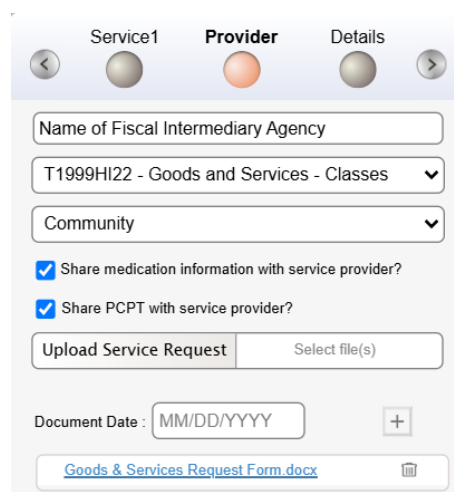 Service1 Provider Details
Name of Fiscal Intermediary Agency
T1999HI22 - Goods and Services - Classes
Community
Share medication information with service provider?
Share PCPT with service provider?
Upload Service Request Select file(s)
Document Date : MM/DD/YYYY +
Goods & Services Request Form.docx